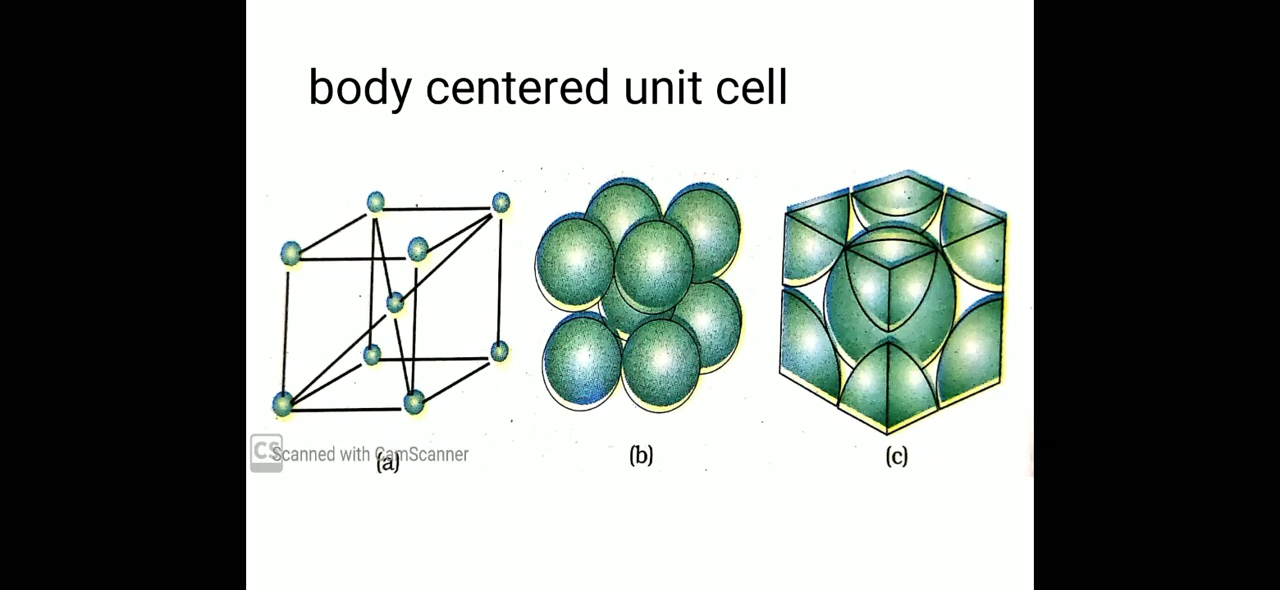 body centered unit cell
(a)
(b)
(c)
CS
Scanned with CamScanner